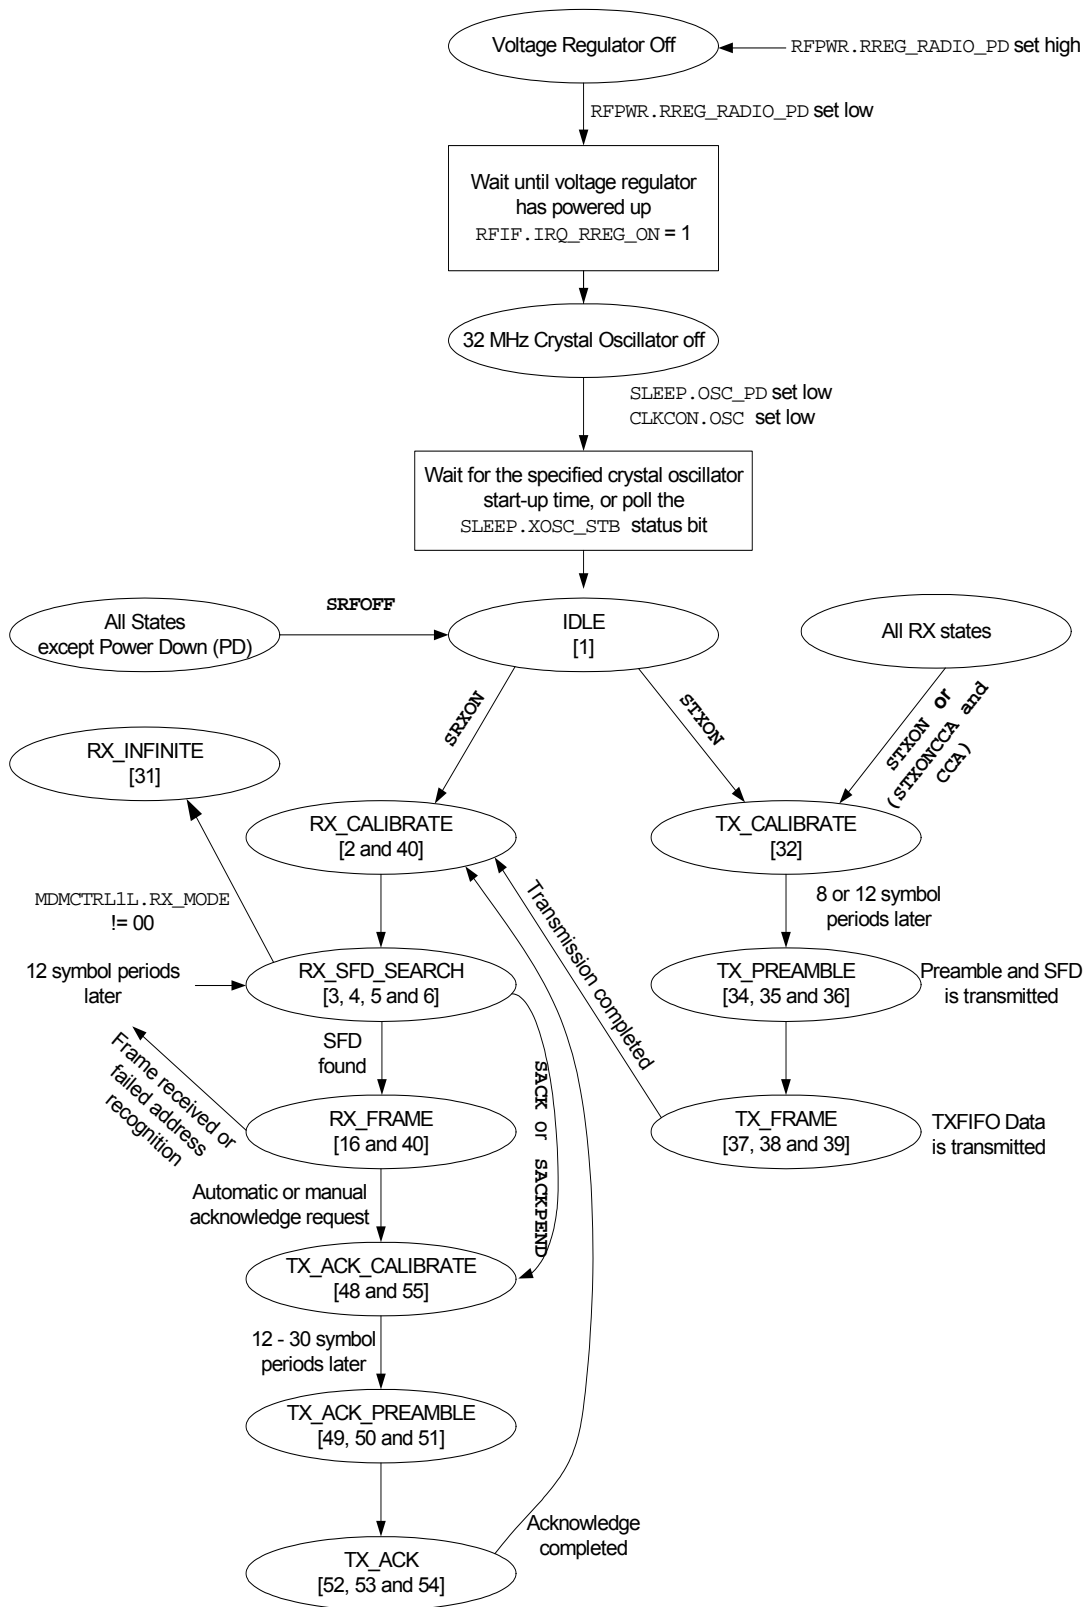 Voltage Regulator Off
RFPWR.RREG_RADIO_PD set high
RFPWR.RREG_RADIO_PD set low
Wait until voltage regulator
has powered up
RFIF.IRQ_RREG_ON = 1
32 MHz Crystal Oscillator off
SLEEP.OSC_PD set low
CLKCON.OSC set low
Wait for the specified crystal oscillator
start-up time, or poll the
SLEEP.XOSC_STB status bit
All States
except Power Down (PD)
SRFOFF
IDLE
[1]
All RX states
SRXON
STXON
STXON or
(STXONCCA and
CCA)
RX_INFINITE
[31]
RX_CALIBRATE
[2 and 40]
TX_CALIBRATE
[32]
MDMCTRL1L.RX_MODE
!= 00
Transmission completed
8 or 12 symbol
periods later
12 symbol periods
later
RX_SFD_SEARCH
[3, 4, 5 and 6]
TX_PREAMBLE
[34, 35 and 36]
Preamble and SFD
is transmitted
Frame received or
failed address
recognition
SFD
found
SACK or SACKPEND
RX_FRAME
[16 and 40]
TX_FRAME
[37, 38 and 39]
TXFIFO Data
is transmitted
Automatic or manual
acknowledge request
TX_ACK_CALIBRATE
[48 and 55]
12 - 30 symbol
periods later
TX_ACK_PREAMBLE
[49, 50 and 51]
Acknowledge
completed
TX_ACK
[52, 53 and 54]